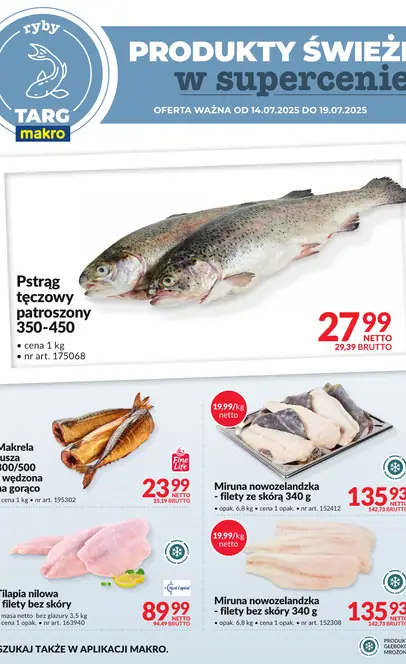 ryby
TARG
makro
PRODUKTY ŚWIEŻE
w supercenie
OFERTA WAŻNA OD 14.07.2025 DO 19.07.2025
Pstrąg
tęczowy
patroszony
350-450
• cena 1 kg
• nr art. 175068
27 99
NETTO
29,39 BRUTTO
Makrela
tusza
300/500
wędzona
na gorąco
cena 1 kg • nr art. 195302
Fine Life
23 99
NETTO
25,19 BRUTTO
19,99/kg
netto
Miruna nowozelandzka
- filety ze skórą 340 g
• opak. 6,8 kg • cena 1 opak. • nr art. 152412
135 93
NETTO
142,73 BRUTTO
Tilapia nilowa
filety bez skóry
masa netto bez glazury 3,5 kg
cena 1 opak. • nr art. 163940
89 99
NETTO
94,49 BRUTTO
19,99/kg
netto
Miruna nowozelandzka
- filety bez skóry 340 g
• opak. 6,8 kg • cena 1 opak. • nr art. 152308
135 93
NETTO
142,73 BRUTTO
SZUKAJ TAKŻE W APLIKACJI MAKRO.
PRODUK
GŁĘBOKO
MROŻON